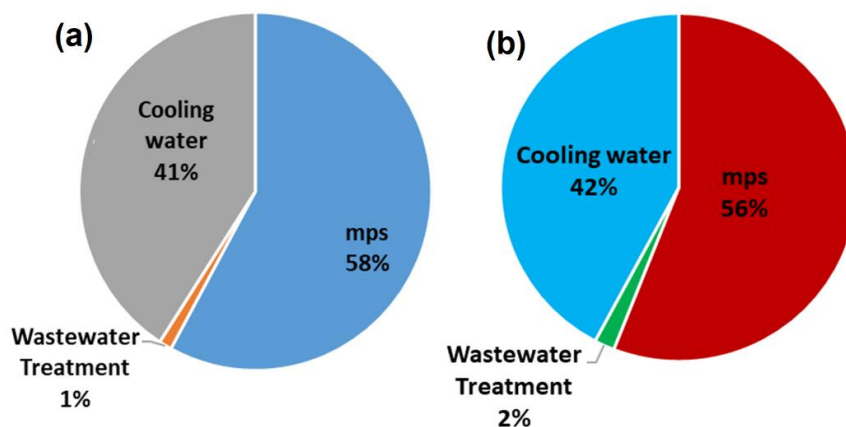 (a)
Cooling
water
41%
mps
58%
Wastewater
Treatment
1%
(b)
Cooling water
42%
mps
56%
Wastewater
Treatment
2%